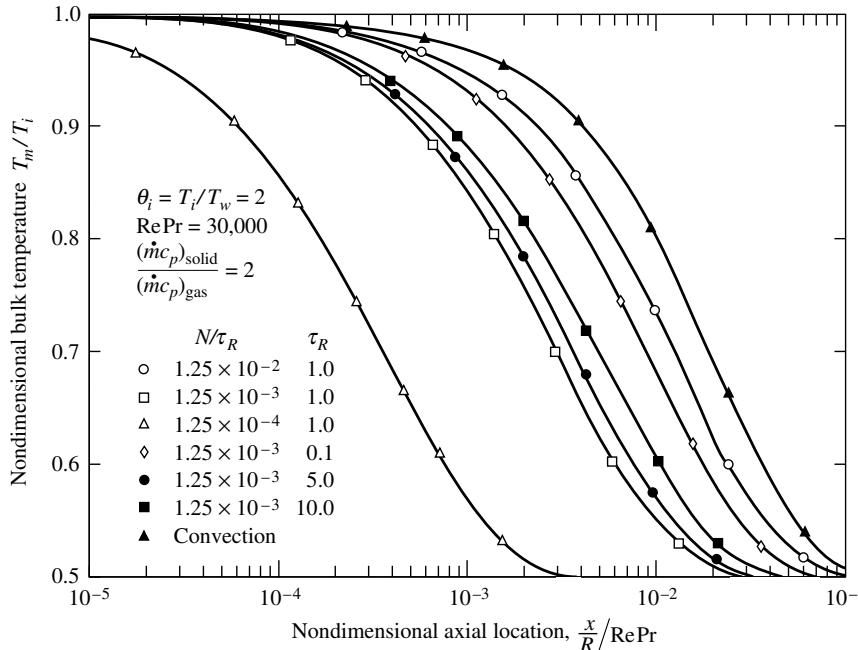 1.0
0.9
0.8
0.7
0.6
0.5
Nondimensional bulk temperature T_m/T_i
θ_i = T_i/T_w = 2
RePr = 30,000
(ṁc_p)_solid / (ṁc_p)_gas = 2
N/τ_R τ_R
○ 1.25 × 10⁻² 1.0
□ 1.25 × 10⁻³ 1.0
△ 1.25 × 10⁻⁴ 1.0
◇ 1.25 × 10⁻³ 0.1
● 1.25 × 10⁻³ 5.0
■ 1.25 × 10⁻³ 10.0
▲ Convection
10⁻⁵ 10⁻⁴ 10⁻³ 10⁻² 10⁻
Nondimensional axial location, x/R / RePr